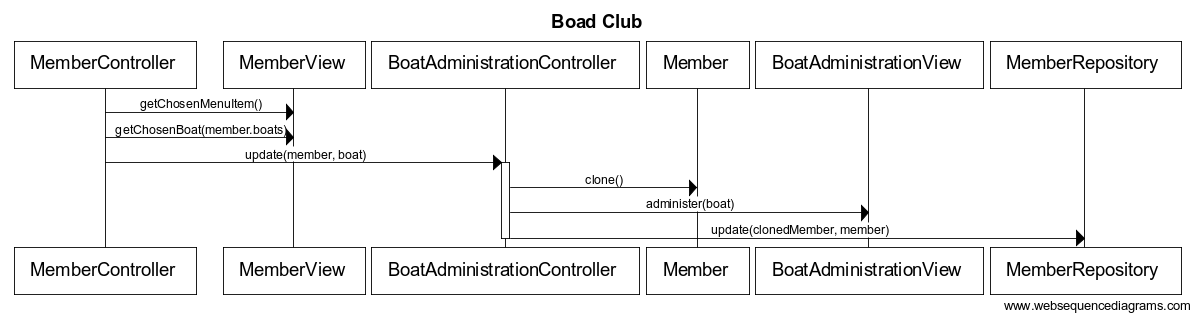 Boad Club
MemberController MemberView BoatAdministrationController Member BoatAdministrationView MemberRepository
getChosenMenuItem()
getChosenBoat(member.boats)
update(member, boat)
clone()
administer(boat)
update(clonedMember, member)
MemberController MemberView BoatAdministrationController Member BoatAdministrationView MemberRepository
www.websequencediagrams.com